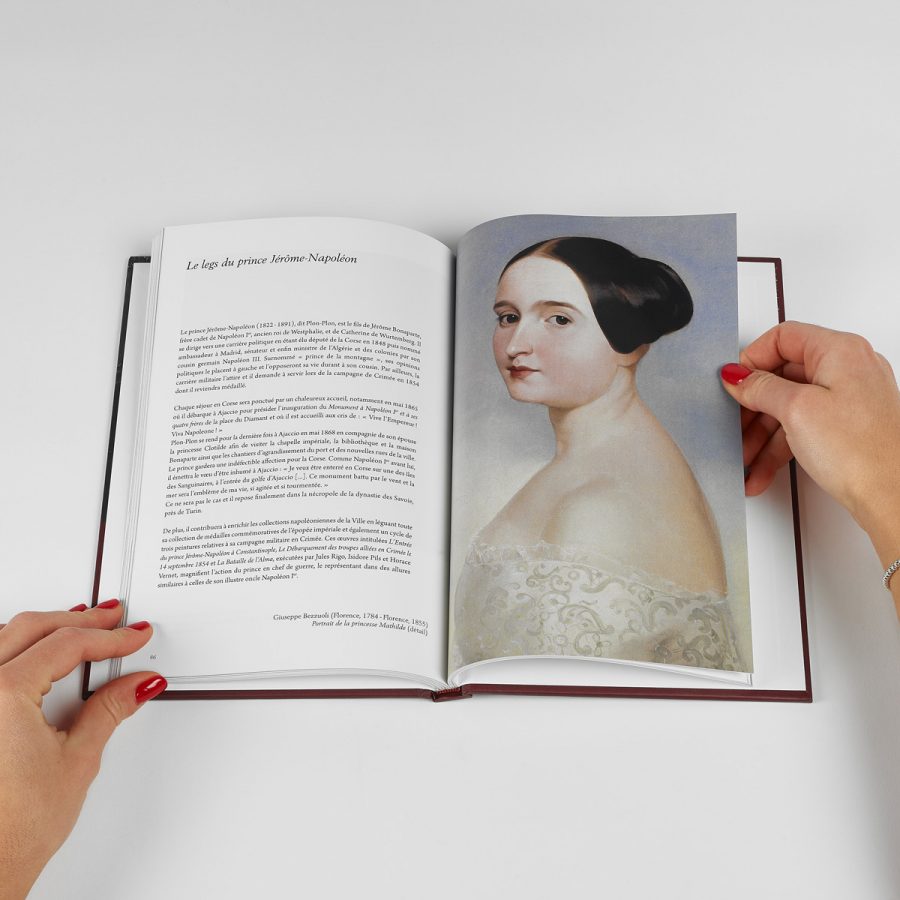 Le legs du prince Jérôme-Napoléon
Le prince Jérôme-Napoléon (1822-1891), dit Plon-Plon, est le fils de Jérôme Bonaparte,
frère cadet de Napoléon Iᵉʳ, ancien roi de Westphalie, et de Catherine de Wurtemberg. Il
se dirige vers une carrière politique en étant élu député de la Corse en 1848 puis nommé
ambassadeur à Madrid, sénateur et enfin ministre de l'Algérie et des colonies par son
cousin germain Napoléon III. Surnommé « prince de la montagne », ses opinions
politiques le placent à gauche et l'opposeront sa vie durant à son cousin. Par ailleurs, la
carrière militaire l'attire et il demande à servir lors de la campagne de Crimée en 1854
dont il reviendra médaillé.
Chaque séjour en Corse sera ponctué par un chaleureux accueil, notamment en mai 1865
où il débarque à Ajaccio pour présider l'inauguration du Monument à Napoléon Iᵉʳ et à ses
quatre frères de la place du Diamant et où il est accueilli aux cris de : « Vive l'Empereur !
Viva Napoleone ! »
Plon-Plon se rend pour la dernière fois à Ajaccio en mai 1868 en compagnie de son épouse
la princesse Clotilde afin de visiter la chapelle impériale, la bibliothèque et la maison
Bonaparte ainsi que les chantiers d'agrandissement du port et des nouvelles rues de la ville.
Le prince gardera une indéfectible affection pour la Corse. Comme Napoléon Iᵉʳ avant lui,
il émettra le vœu d'être inhumé à Ajaccio : « Je veux être enterré en Corse sur une des îles
des Sanguinaires, à l'entrée du golfe d'Ajaccio [...]. Ce monument battu par le vent et la
mer sera l'emblème de ma vie, si agitée et si tourmentée. »
Ce ne sera pas le cas et il repose finalement dans la nécropole de la dynastie des Savoie,
près de Turin.
De plus, il contribuera à enrichir les collections napoléoniennes de la Ville en léguant toute
sa collection de médailles commémoratives de l'épopée impériale et également un cycle de
trois peintures relatives à sa campagne militaire en Crimée. Ces œuvres intitulées L'Entrée
du prince Jérôme-Napoléon à Constantinople, Le Débarquement des troupes alliées en Crimée le
14 septembre 1854 et La Bataille de l'Alma, exécutées par Jules Rigo, Isidore Pils et Horace
Vernet, magnifient l'action du prince en chef de guerre, le représentant dans des allures
similaires à celles de son illustre oncle Napoléon Iᵉʳ.
Giuseppe Bezzuoli (Florence, 1784 - Florence, 1855)
Portrait de la princesse Mathilde (détail)
86